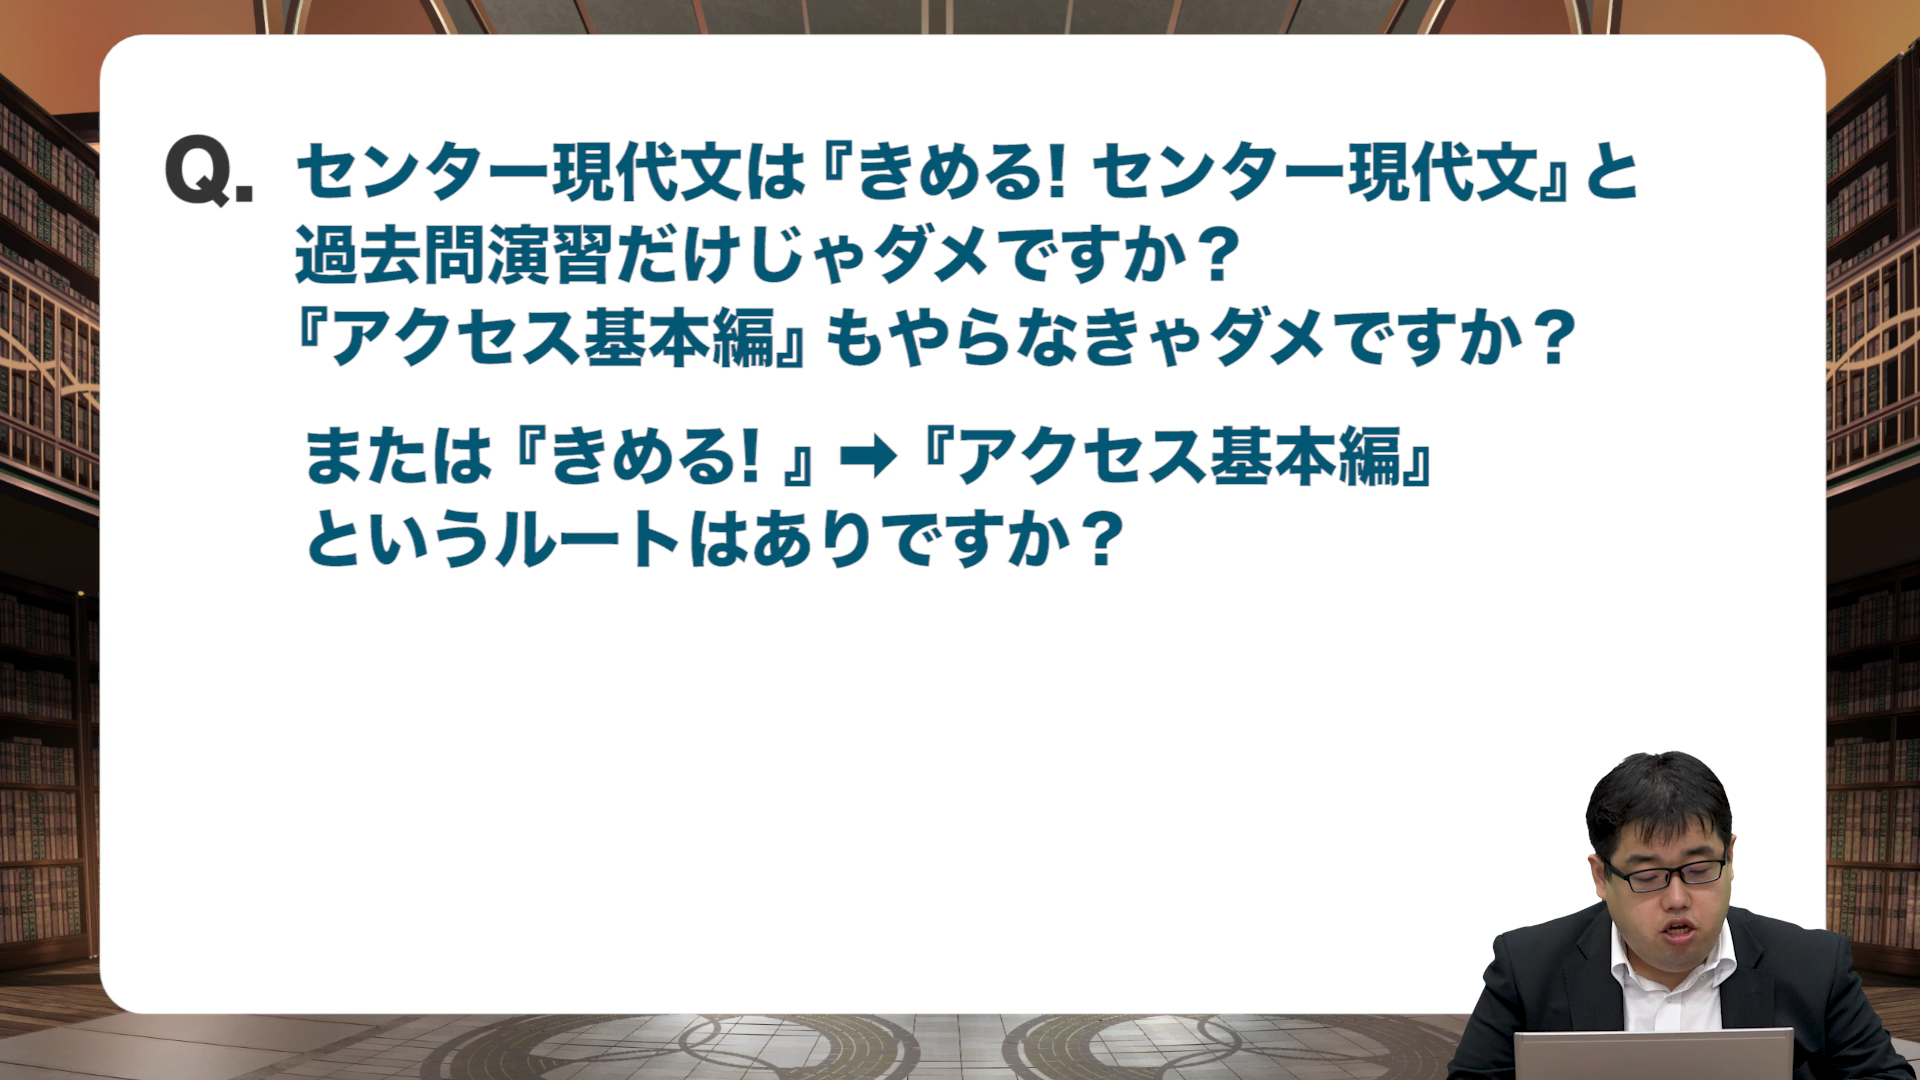 Q. センター現代文は『きめる! センター現代文』と
過去問演習だけじゃダメですか?
『アクセス基本編』もやらなきゃダメですか?
または『きめる! 』➡『アクセス基本編』
というルートはありですか?